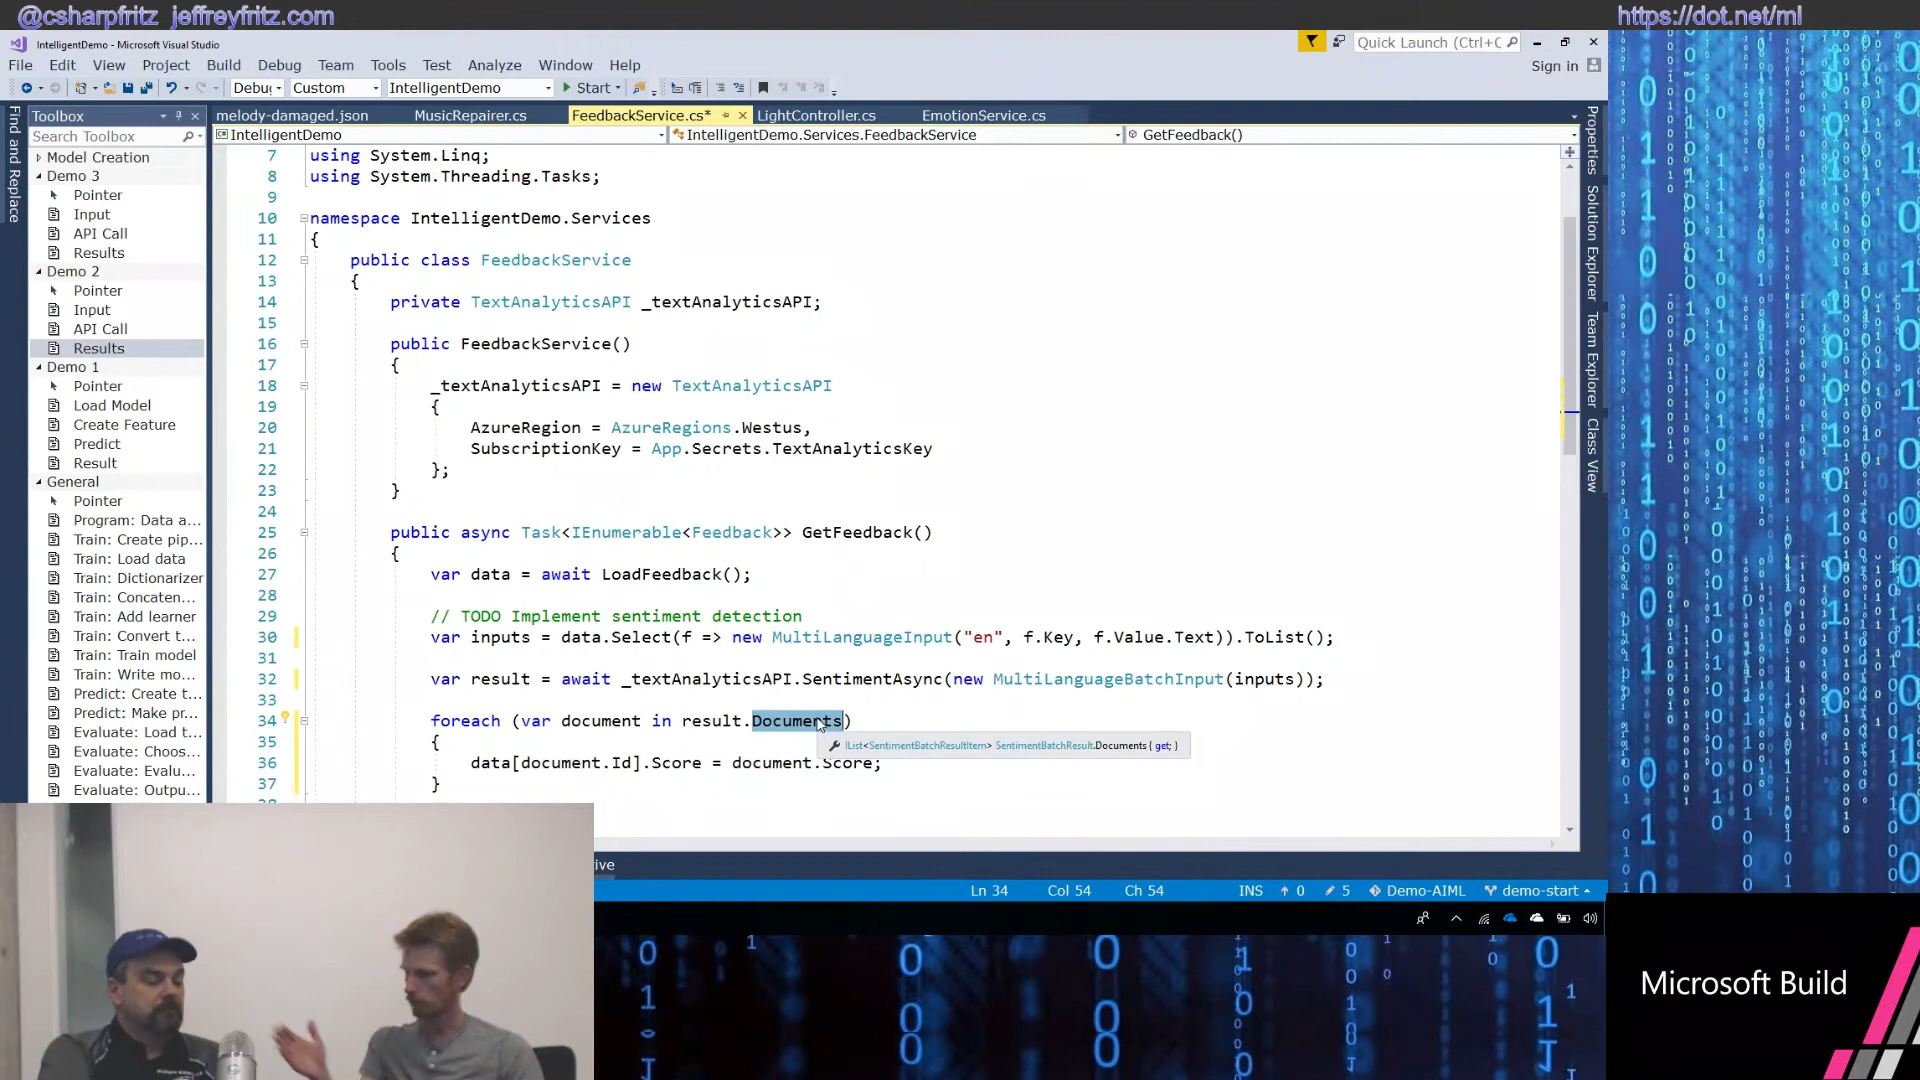 @csharpfritz jeffreyfritz.com
https://dot.net/ml
IntelligentDemo - Microsoft Visual Studio
Quick Launch (Ctrl+Q
File Edit View Project Build Debug Team Tools Test Analyze Window Help
Sign in
Debug Custom IntelligentDemo Start
Find and Replace
Toolbox
Search Toolbox
Model Creation
Demo 3
Pointer
Input
API Call
Results
Demo 2
Pointer
Input
API Call
Results
Demo 1
Pointer
Load Model
Create Feature
Predict
Result
General
Pointer
Program: Data a...
Train: Create pip...
Train: Load data
Train: Dictionarizer
Train: Concaten...
Train: Add learner
Train: Convert t...
Train: Train model
Train: Write mo...
Predict: Create t...
Predict: Make pr...
Evaluate: Load t...
Evaluate: Choos...
Evaluate: Evalu...
Evaluate: Outpu...
melody-damaged.json MusicRepairer.cs FeedbackService.cs* LightController.cs EmotionService.cs
IntelligentDemo IntelligentDemo.Services.FeedbackService GetFeedback()
7 using System.Linq;
8 using System.Threading.Tasks;
9
10 namespace IntelligentDemo.Services
11 {
12 public class FeedbackService
13 {
14 private TextAnalyticsAPI _textAnalyticsAPI;
15
16 public FeedbackService()
17 {
18 _textAnalyticsAPI = new TextAnalyticsAPI
19 {
20 AzureRegion = AzureRegions.Westus,
21 SubscriptionKey = App.Secrets.TextAnalyticsKey
22 };
23 }
24
25 public async Task<IEnumerable<Feedback>> GetFeedback()
26 {
27 var data = await LoadFeedback();
28
29 // TODO Implement sentiment detection
30 var inputs = data.Select(f => new MultiLanguageInput("en", f.Key, f.Value.Text)).ToList();
31
32 var result = await _textAnalyticsAPI.SentimentAsync(new MultiLanguageBatchInput(inputs));
33
34 foreach (var document in result.Documents)
35 {
IList<SentimentBatchResultItem> SentimentBatchResult.Documents { get; }
36 data[document.Id].Score = document.Score;
37 }
Properties
Solution Explorer
Team Explorer
Class View
Ln 34 Col 54 Ch 54 INS 0 5 Demo-AIML demo-start
Microsoft Build